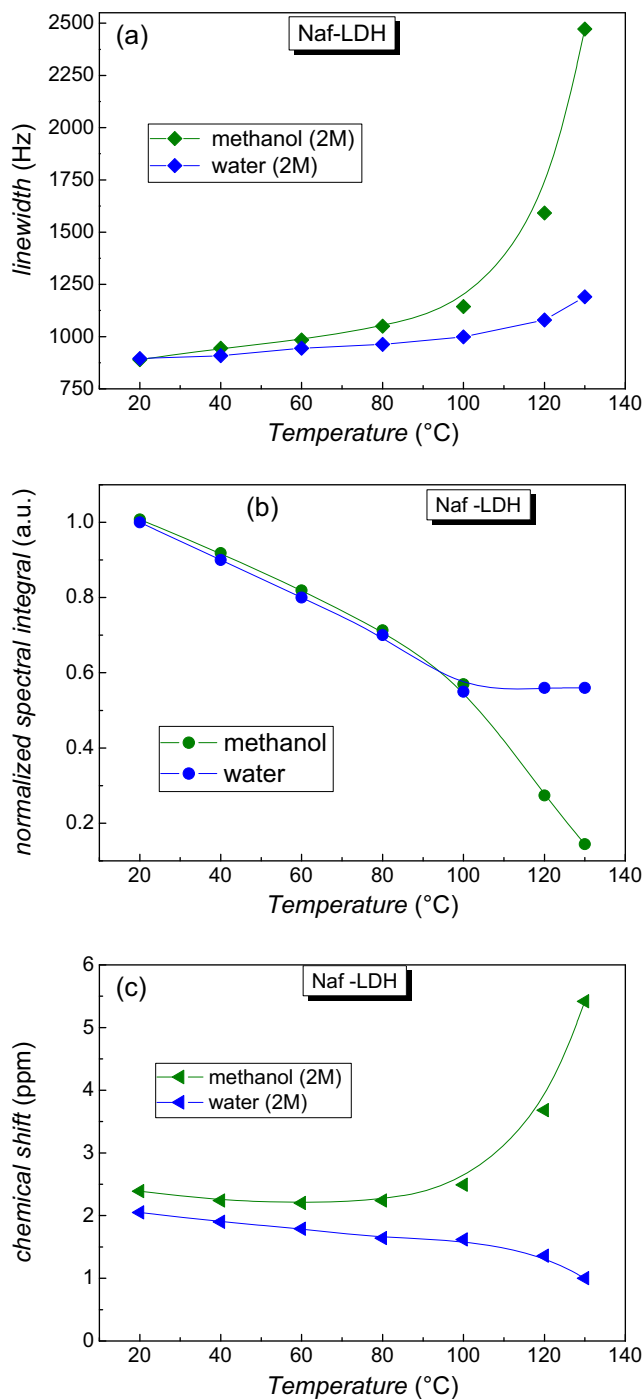 (a)
Naf-LDH
methanol (2M)
water (2M)
linewidth (Hz)
2500
2250
2000
1750
1500
1250
1000
750
20 40 60 80 100 120 140
Temperature (°C)
(b)
Naf -LDH
methanol
water
normalized spectral integral (a.u.)
1.0
0.8
0.6
0.4
0.2
20 40 60 80 100 120 140
Temperature (°C)
(c)
Naf -LDH
methanol (2M)
water (2M)
chemical shift (ppm)
6
5
4
3
2
1
0
20 40 60 80 100 120 140
Temperature (°C)